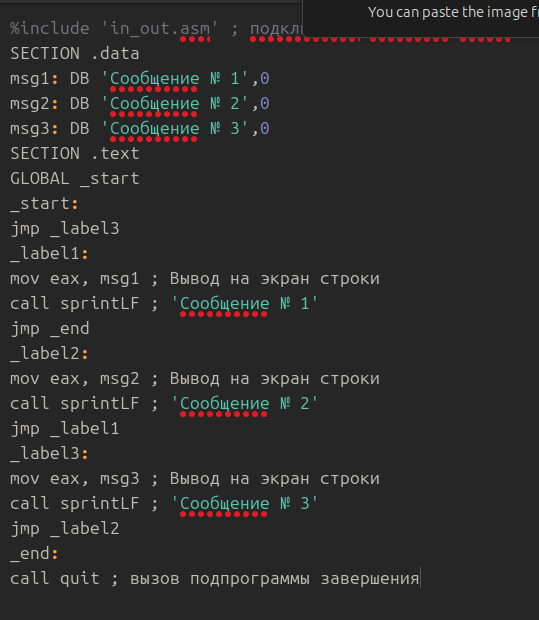 You can paste the image fr
%include 'in_out.asm' ;
SECTION .data
msg1: DB 'Сообщение № 1',0
msg2: DB 'Сообщение № 2',0
msg3: DB 'Сообщение № 3',0
SECTION .text
GLOBAL _start
_start:
jmp _label3
_label1:
mov eax, msg1 ; Вывод на экран строки
call sprintLF ; 'Сообщение № 1'
jmp _end
_label2:
mov eax, msg2 ; Вывод на экран строки
call sprintLF ; 'Сообщение № 2'
jmp _label1
_label3:
mov eax, msg3 ; Вывод на экран строки
call sprintLF ; 'Сообщение № 3'
jmp _label2
_end:
call quit ; вызов подпрограммы завершения